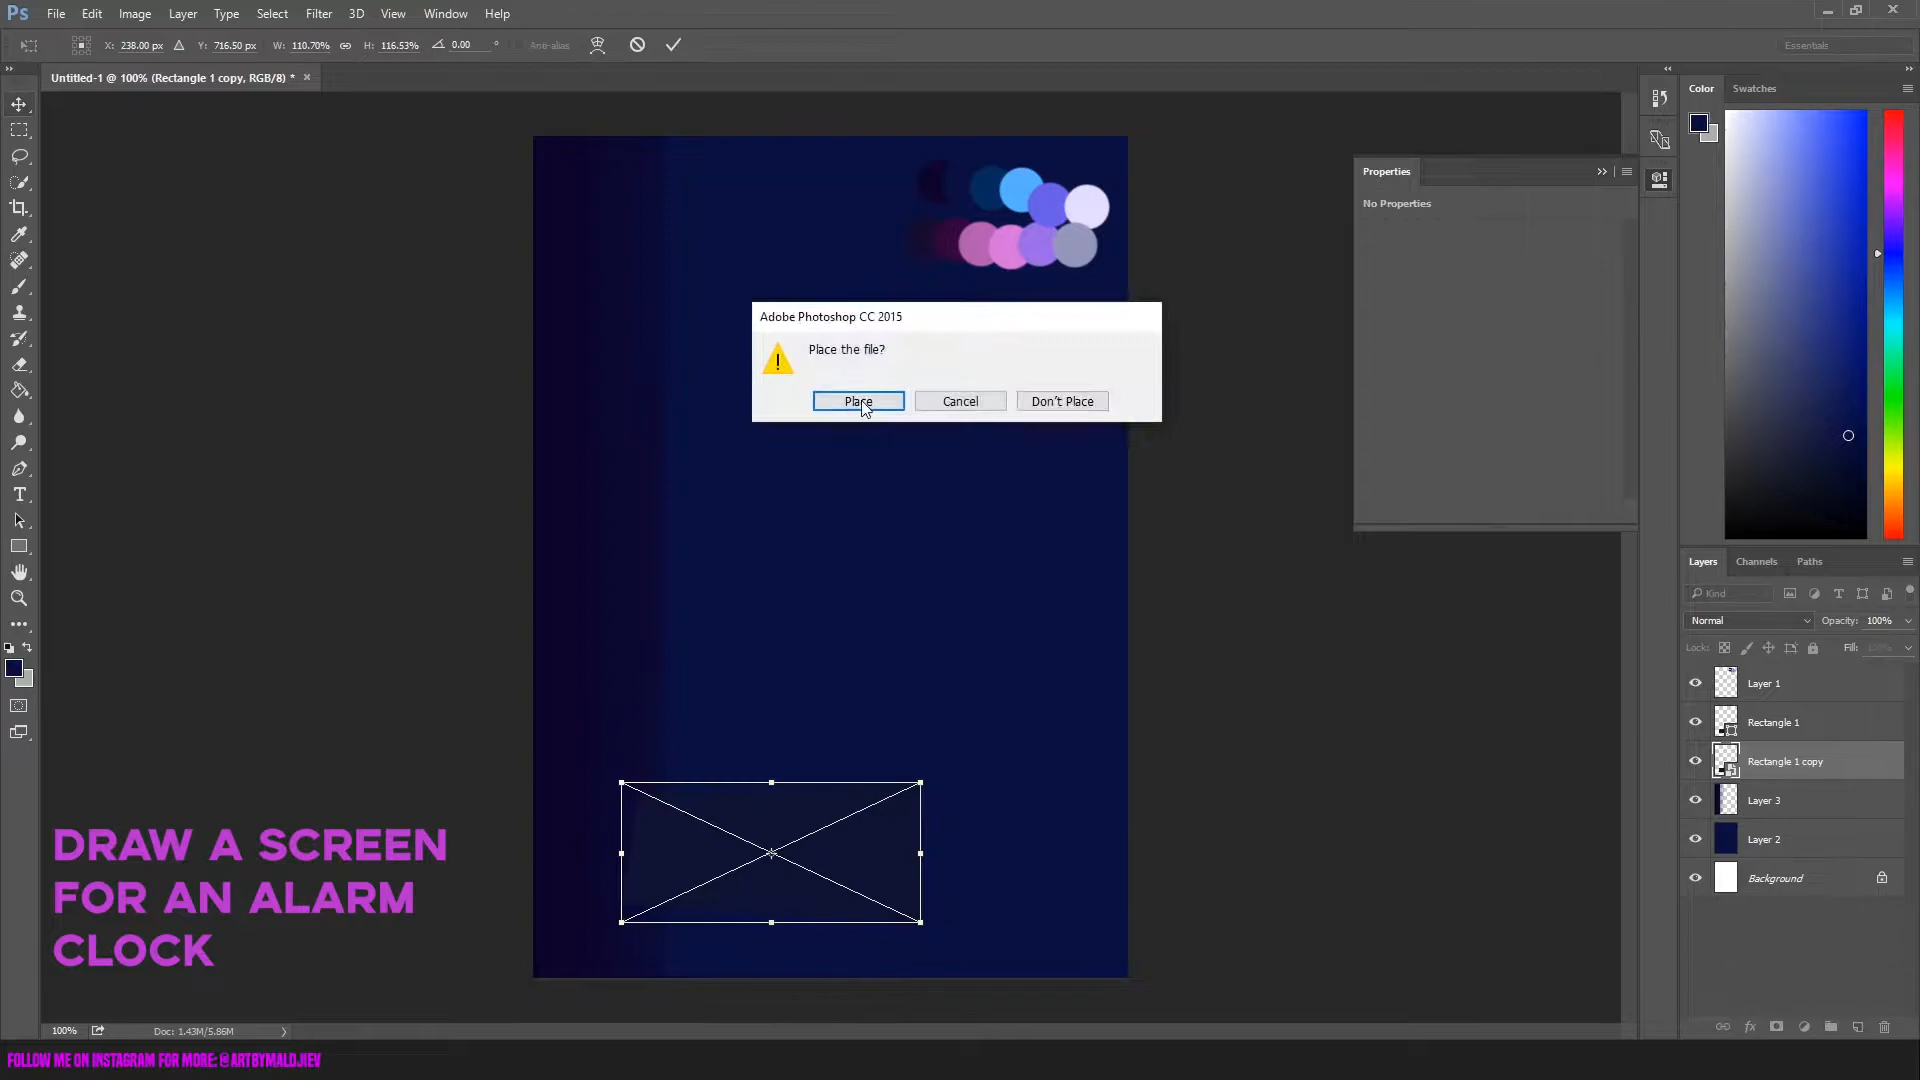 Ps File Edit Image Layer Type Select Filter 3D View Window Help
X: 238.00 px Y: 716.50 px W: 110.70% H: 116.53% 0.00 ° Anti-alias Essentials
Untitled-1 @ 100% (Rectangle 1 copy, RGB/8) *
Color Swatches
Properties
No Properties
Adobe Photoshop CC 2015
Place the file?
Place Cancel Don't Place
Layers Channels Paths
Kind
Normal Opacity: 100%
Lock: Fill:
Layer 1
Rectangle 1
Rectangle 1 copy
Layer 3
Layer 2
Background
DRAW A SCREEN
FOR AN ALARM
CLOCK
100% Doc: 1.43M/5.86M
FOLLOW ME ON INSTAGRAM FOR MORE: @ARTBYMALDJIEV